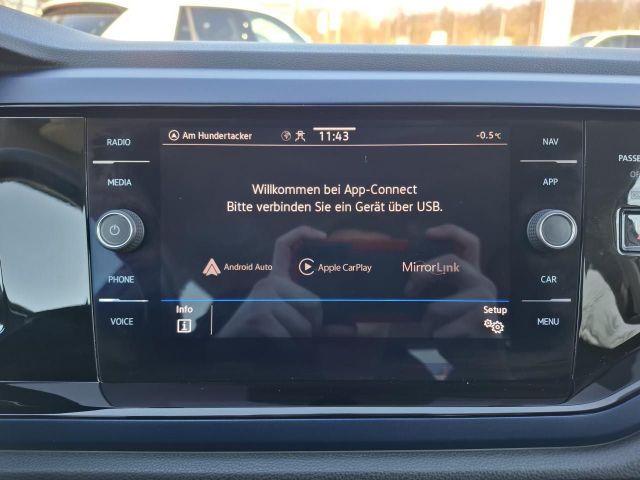 RADIO
MEDIA
PHONE
VOICE
Am Hundertacker
11:43
-0.5°C
Willkommen bei App-Connect
Bitte verbinden Sie ein Gerät über USB.
Android Auto
Apple CarPlay
MirrorLink
Info
Setup
NAV
APP
CAR
MENU